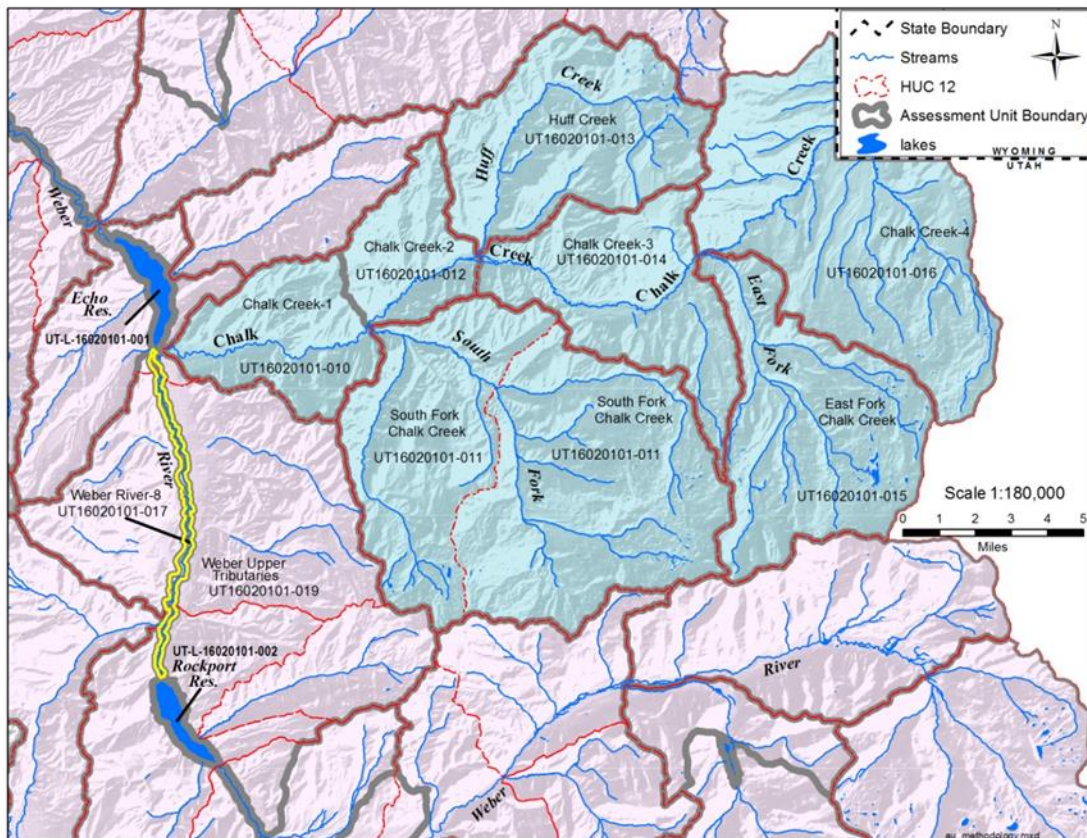 State Boundary
N
Streams
HUC 12
Assessment Unit Boundary
lakes
WYOMING
UTAH
Creek
Huff Creek
UT16020101-013
Huff
Creek
Weber
Chalk Creek-2
UT16020101-012
Creek
Chalk Creek-3
UT16020101-014
Chalk
Chalk Creek-4
UT16020101-016
East
Fork
Echo
Res.
UT-L-16020101-001
Chalk Creek-1
Chalk
UT16020101-010
South
South Fork
Chalk Creek
UT16020101-011
South Fork
Chalk Creek
UT16020101-011
Fork
East Fork
Chalk Creek
UT16020101-015
Scale 1:180,000
0 1 2 3 4 5
Miles
River
Weber River-8
UT16020101-017
Weber Upper
Tributaries
UT16020101-019
UT-L-16020101-002
Rockport
Res.
River
Weber
au_methodology.mxd